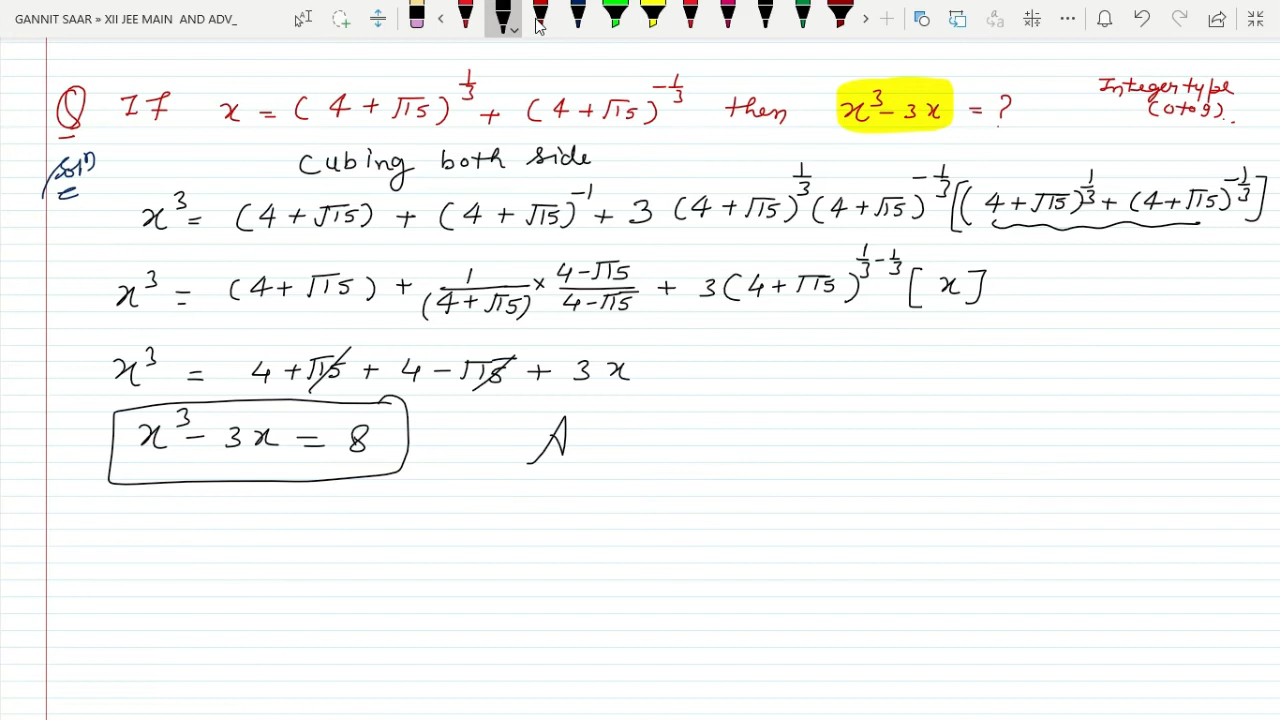 GANNIT SAAR » XII JEE MAIN AND ADV_
Q If x = (4 + √15)^(1/3) + (4 + √15)^(-1/3) then x³ - 3x = ?
Integer type
(0 to 9)..
Solⁿ
Cubing both side
x³ = (4 + √15) + (4 + √15)^(-1) + 3 (4 + √15)^(1/3) (4 + √15)^(-1/3) [(4 + √15)^(1/3) + (4 + √15)^(-1/3)]
x³ = (4 + √15) + 1/(4 + √15) × (4 - √15)/(4 - √15) + 3 (4 + √15)^(1/3 - 1/3) [x]
x³ = 4 + √15 + 4 - √15 + 3x
x³ - 3x = 8 A